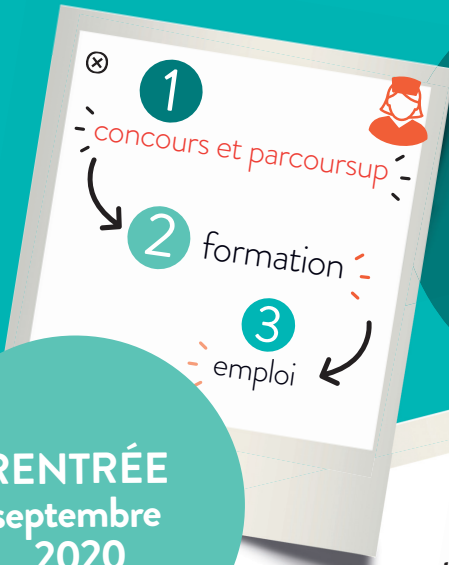 1
concours et parcoursup
2 formation
3
emploi
RENTRÉE
septembre
2020